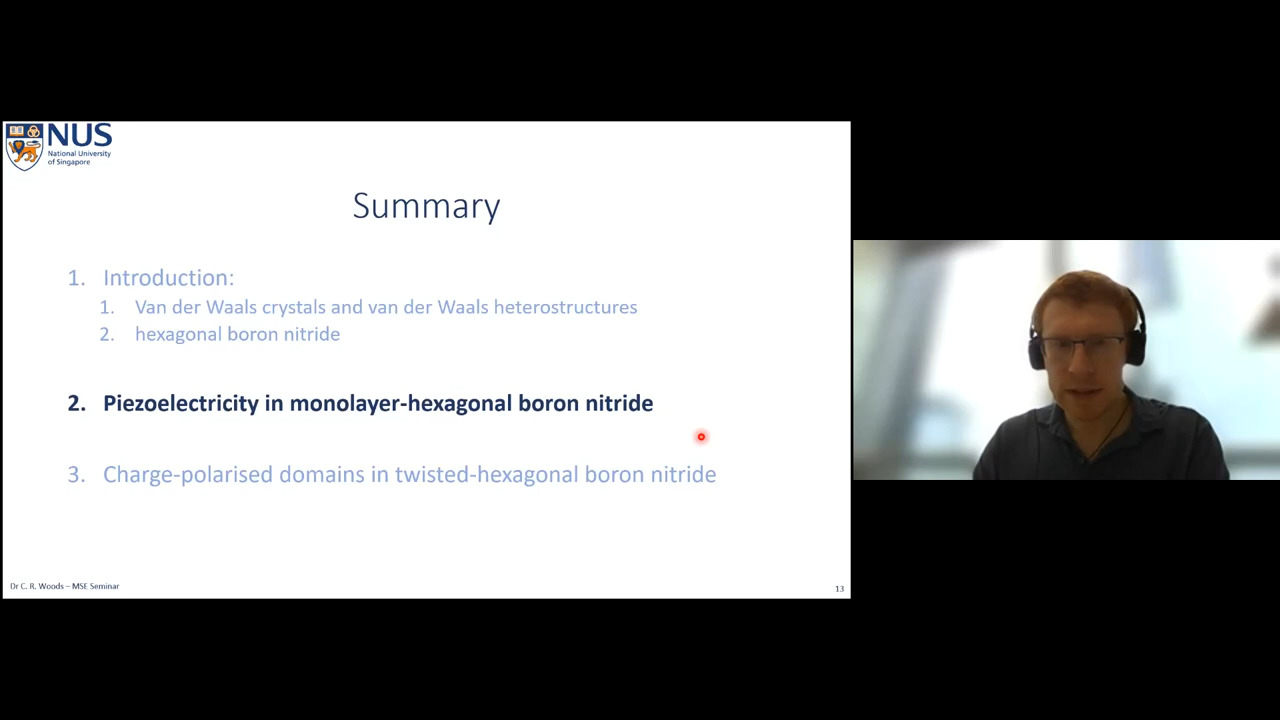 NUS
National University
of Singapore
Summary
1. Introduction:
1. Van der Waals crystals and van der Waals heterostructures
2. hexagonal boron nitride
2. Piezoelectricity in monolayer-hexagonal boron nitride
3. Charge-polarised domains in twisted-hexagonal boron nitride
Dr C. R. Woods – MSE Seminar
13